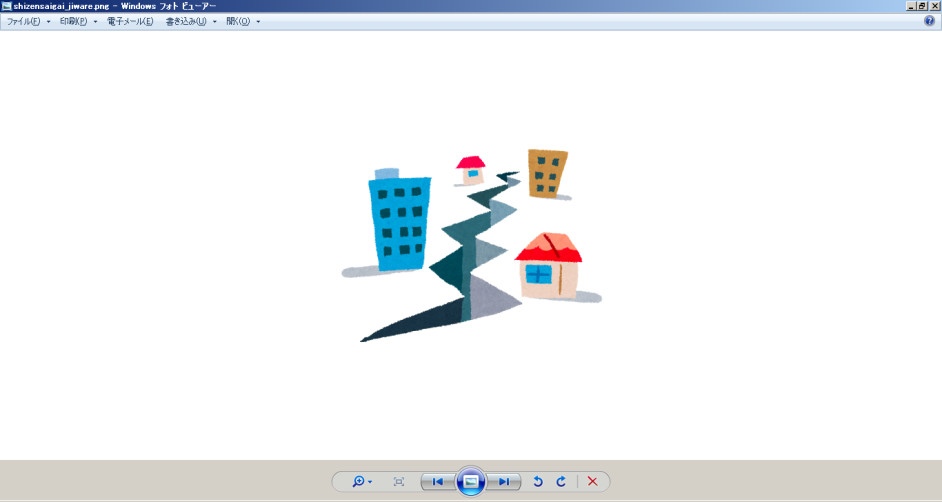 shizensaigai_jiware.png - Windows フォト ビューアー
ファイル(F) 印刷(P) 電子メール(E) 書き込み(U) 開く(O)